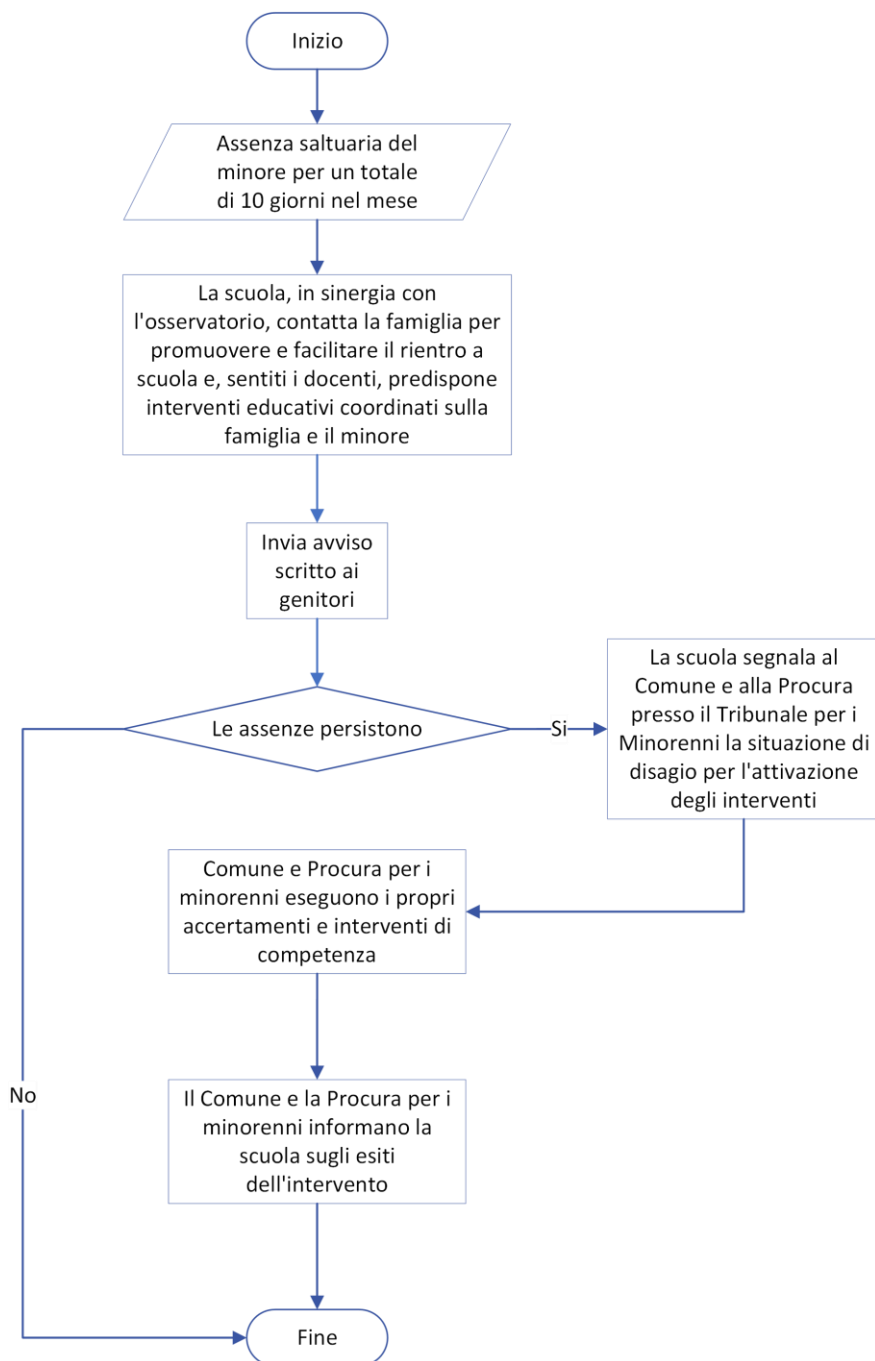 Inizio
Assenza saltuaria del
minore per un totale
di 10 giorni nel mese
La scuola, in sinergia con
l'osservatorio, contatta la famiglia per
promuovere e facilitare il rientro a
scuola e, sentiti i docenti, predispone
interventi educativi coordinati sulla
famiglia e il minore
Invia avviso
scritto ai
genitori
Le assenze persistono
Si
La scuola segnala al
Comune e alla Procura
presso il Tribunale per i
Minorenni la situazione di
disagio per l'attivazione
degli interventi
Comune e Procura per i
minorenni eseguono i propri
accertamenti e interventi di
competenza
No
Il Comune e la Procura per i
minorenni informano la
scuola sugli esiti
dell'intervento
Fine